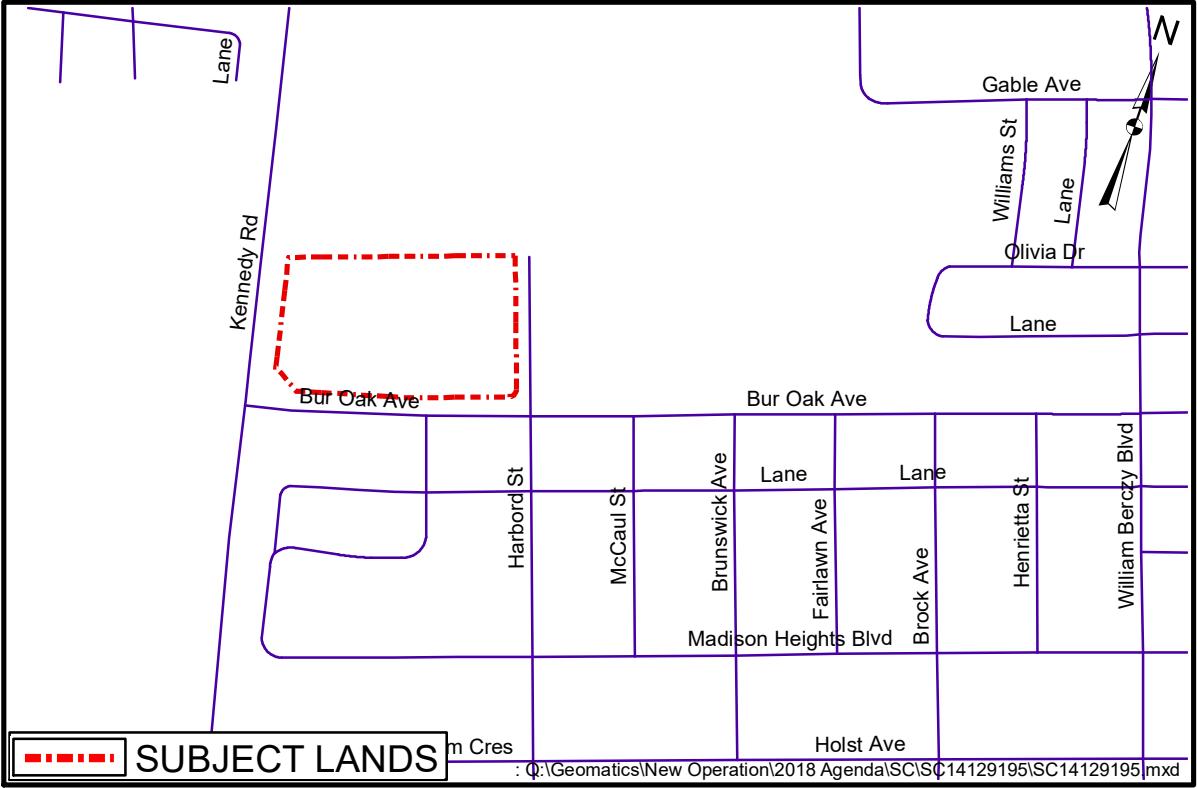 N
Lane
Gable Ave
Williams St
Lane
Kennedy Rd
Olivia Dr
Lane
Bur Oak Ave
Bur Oak Ave
Harbord St
McCaul St
Brunswick Ave
Lane
Fairlawn Ave
Lane
Brock Ave
Henrietta St
William Berczy Blvd
Madison Heights Blvd
SUBJECT LANDS
m Cres
Holst Ave
: Q:\Geomatics\New Operation\2018 Agenda\SC\SC14129195\SC14129195.mxd